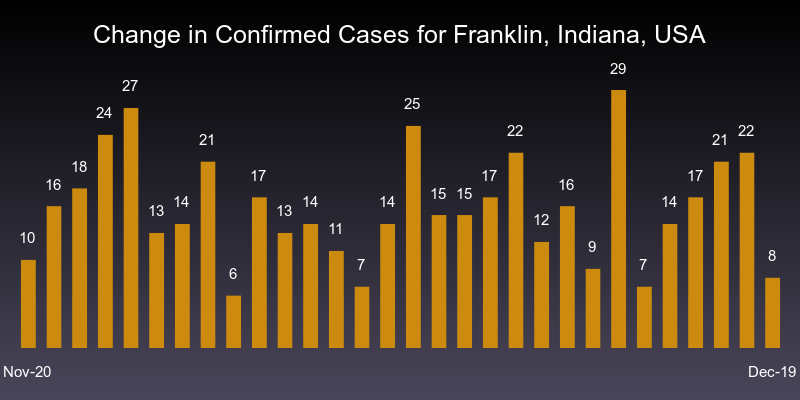 Change in Confirmed Cases for Franklin, Indiana, USA
10 16 18 24 27 13 14 21 6 17 13 14 11 7 14 25 15 15 17 22 12 16 9 29 7 14 17 21 22 8
Nov-20 Dec-19